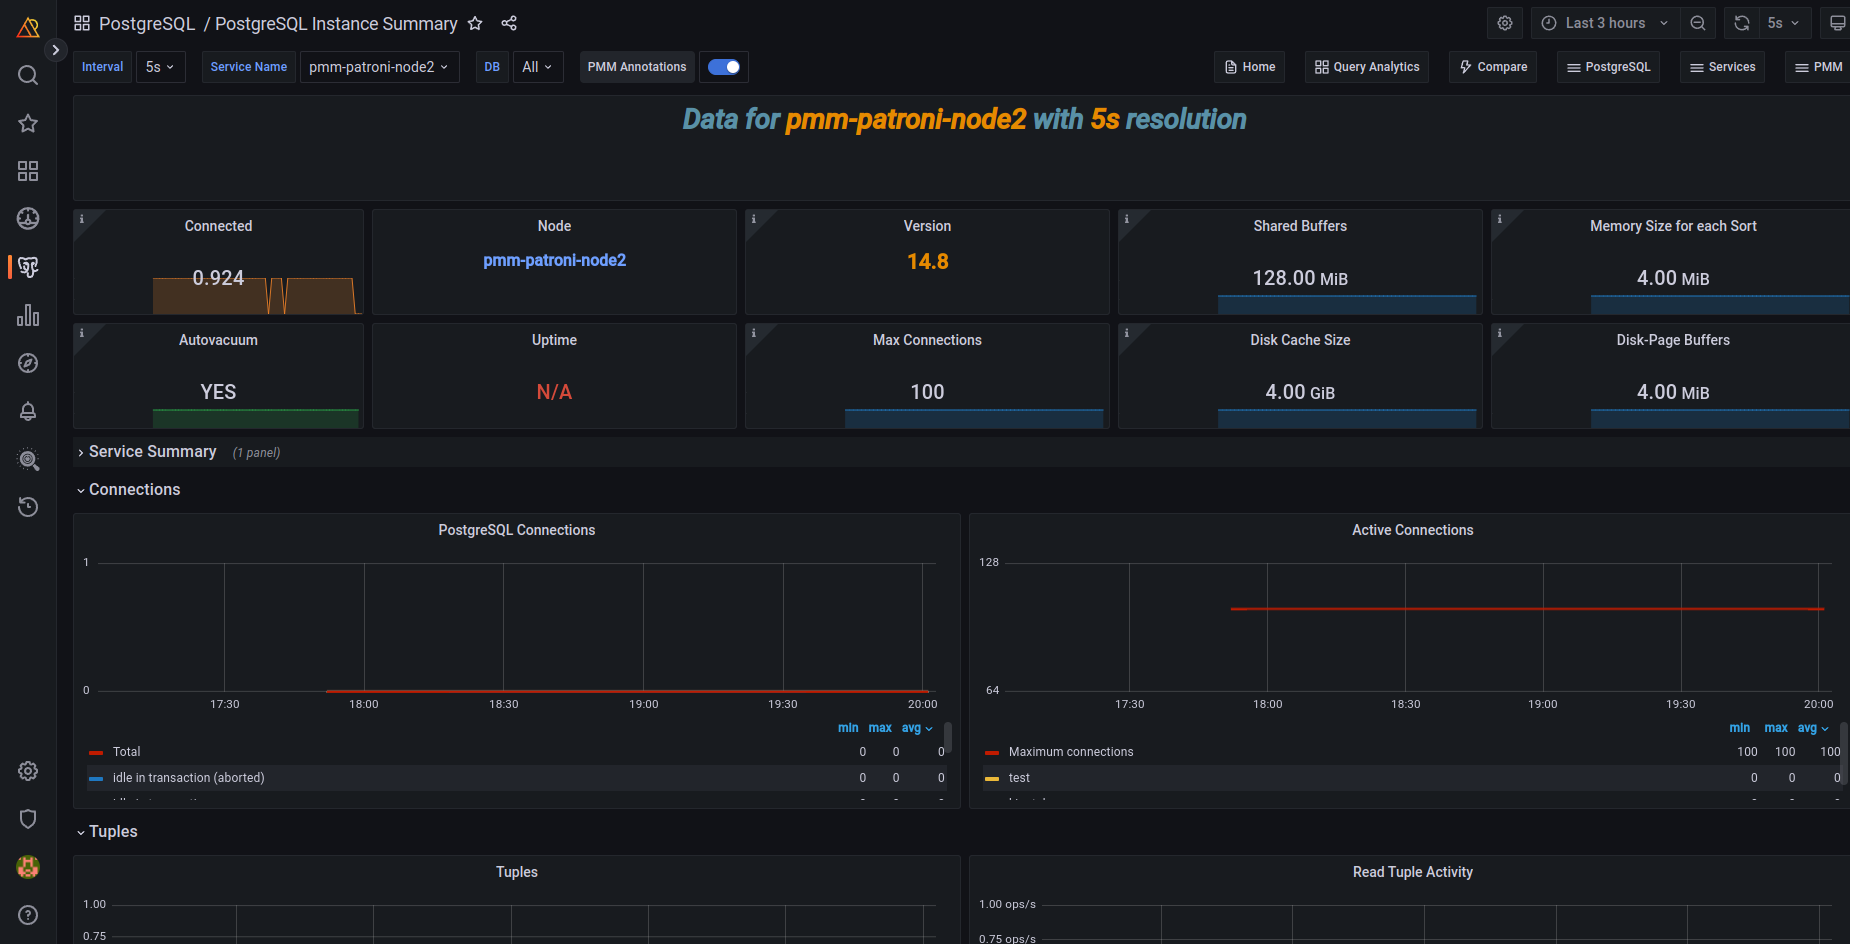 PostgreSQL / PostgreSQL Instance Summary
Last 3 hours
5s
Interval 5s
Service Name pmm-patroni-node2
DB All
PMM Annotations
Home
Query Analytics
Compare
PostgreSQL
Services
PMM
Data for pmm-patroni-node2 with 5s resolution
Connected
0.924
Node
pmm-patroni-node2
Version
14.8
Shared Buffers
128.00 MiB
Memory Size for each Sort
4.00 MiB
Autovacuum
YES
Uptime
N/A
Max Connections
100
Disk Cache Size
4.00 GiB
Disk-Page Buffers
4.00 MiB
Service Summary (1 panel)
Connections
PostgreSQL Connections
1
0
17:30 18:00 18:30 19:00 19:30 20:00
min max avg
Total 0 0 0
idle in transaction (aborted) 0 0 0
Active Connections
128
64
17:30 18:00 18:30 19:00 19:30 20:00
min max avg
Maximum connections 100 100 100
test 0 0 0
Tuples
Tuples
1.00
0.75
Read Tuple Activity
1.00 ops/s
0.75 ops/s